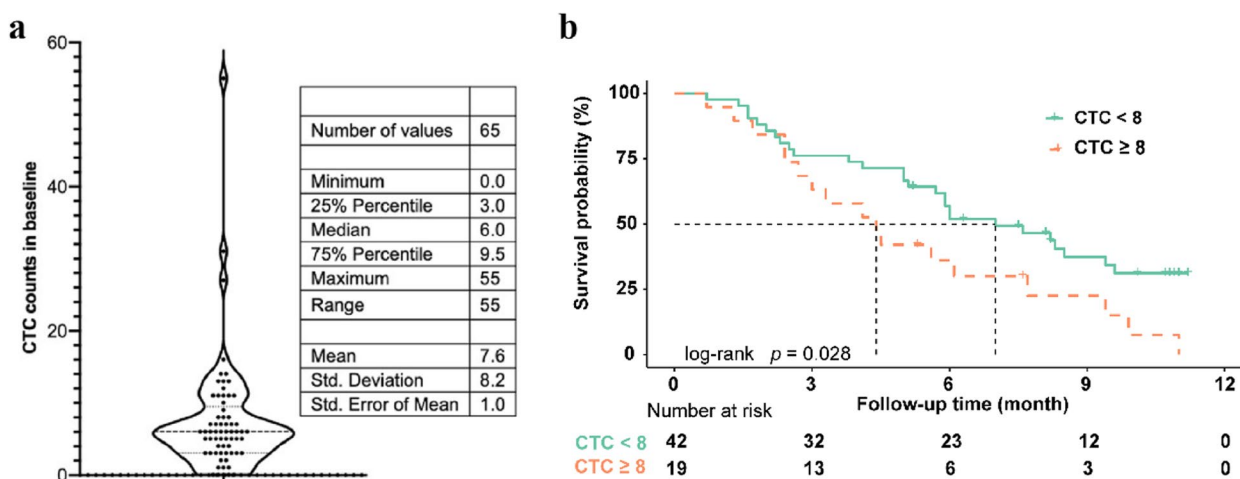 a
60
40
20
0
CTC counts in baseline
Number of values 65
Minimum 0.0
25% Percentile 3.0
Median 6.0
75% Percentile 9.5
Maximum 55
Range 55
Mean 7.6
Std. Deviation 8.2
Std. Error of Mean 1.0
b
100
75
50
25
0
Survival probability (%)
CTC < 8
CTC ≥ 8
log-rank p = 0.028
0 3 6 9 12
Number at risk
Follow-up time (month)
CTC < 8 42 32 23 12 0
CTC ≥ 8 19 13 6 3 0